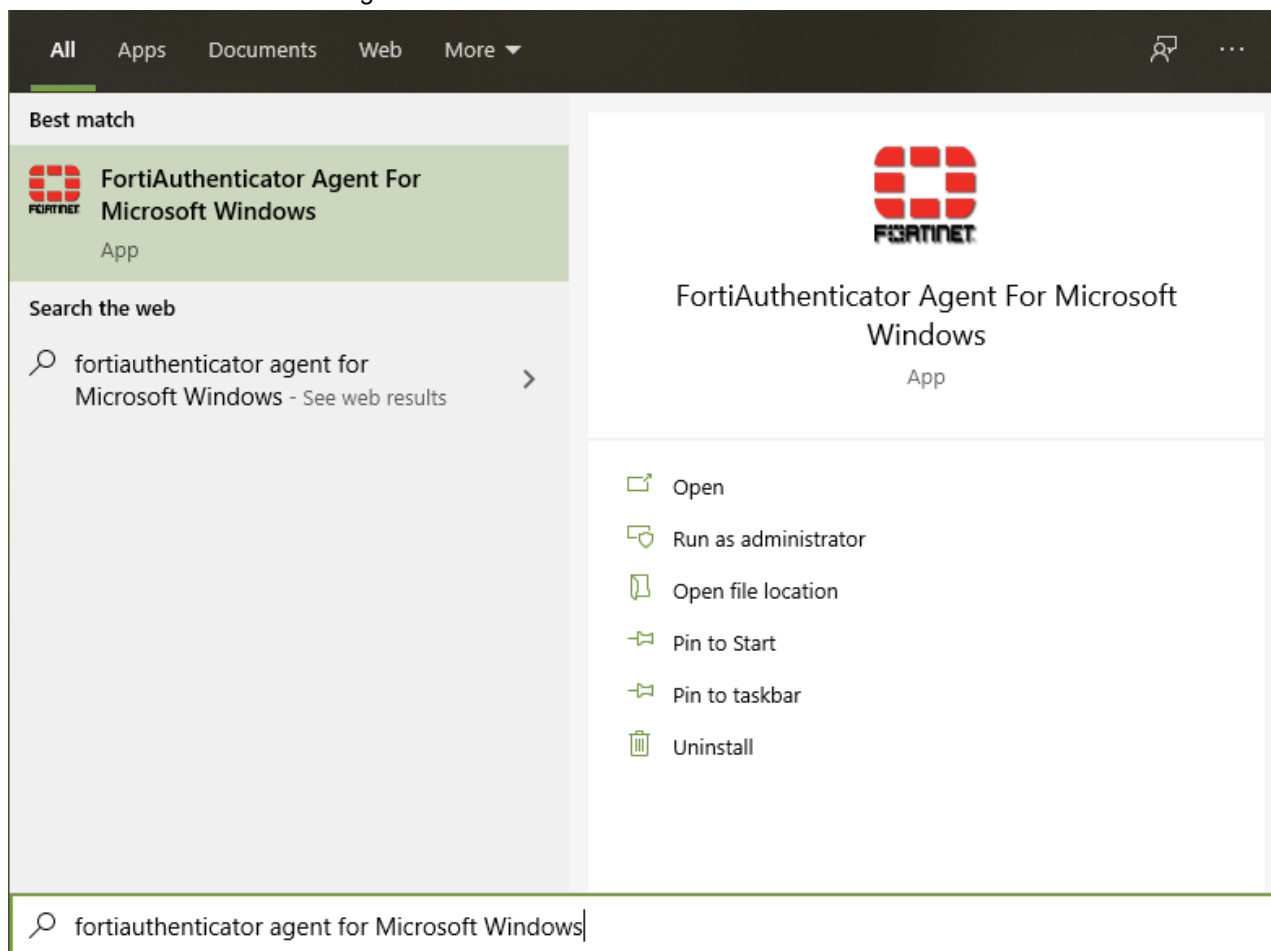 All Apps Documents Web More
Best match
FORTINET
FortiAuthenticator Agent For
Microsoft Windows
App
Search the web
fortiauthenticator agent for
Microsoft Windows - See web results
FORTINET
FortiAuthenticator Agent For Microsoft
Windows
App
Open
Run as administrator
Open file location
Pin to Start
Pin to taskbar
Uninstall
fortiauthenticator agent for Microsoft Windows